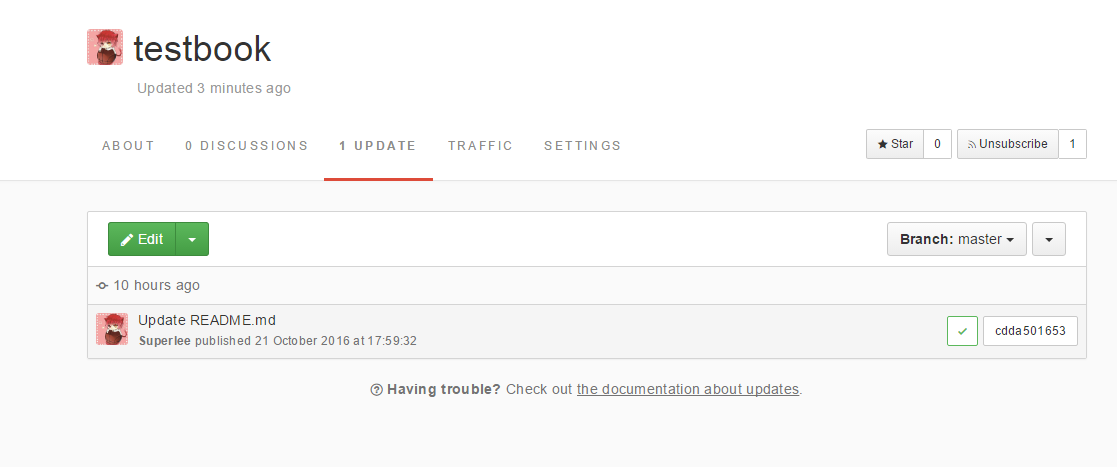 testbook
Updated 3 minutes ago
ABOUT 0 DISCUSSIONS 1 UPDATE TRAFFIC SETTINGS
Star 0 Unsubscribe 1
Edit Branch: master
10 hours ago
Update README.md
Superlee published 21 October 2016 at 17:59:32
cdda501653
Having trouble? Check out the documentation about updates.